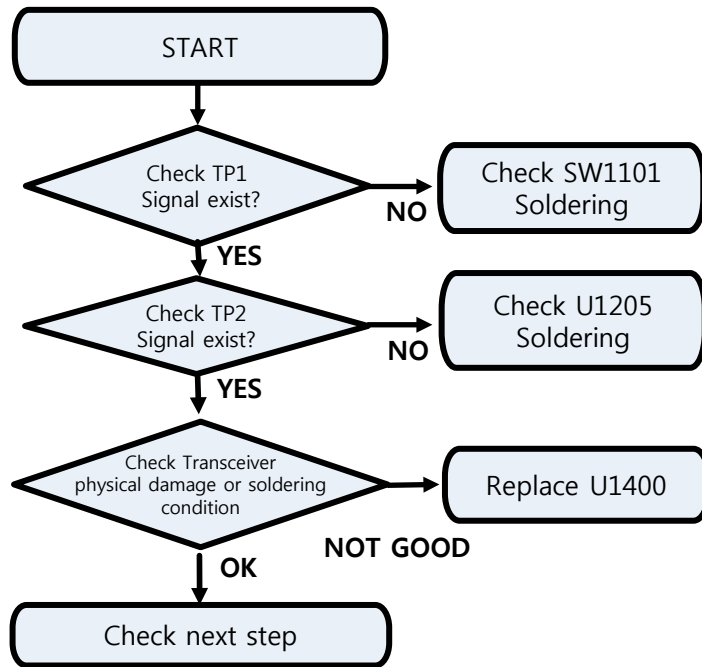 START
Check TP1
Signal exist?
NO
Check SW1101
Soldering
YES
Check TP2
Signal exist?
NO
Check U1205
Soldering
YES
Check Transceiver
physical damage or soldering
condition
NOT GOOD
Replace U1400
OK
Check next step